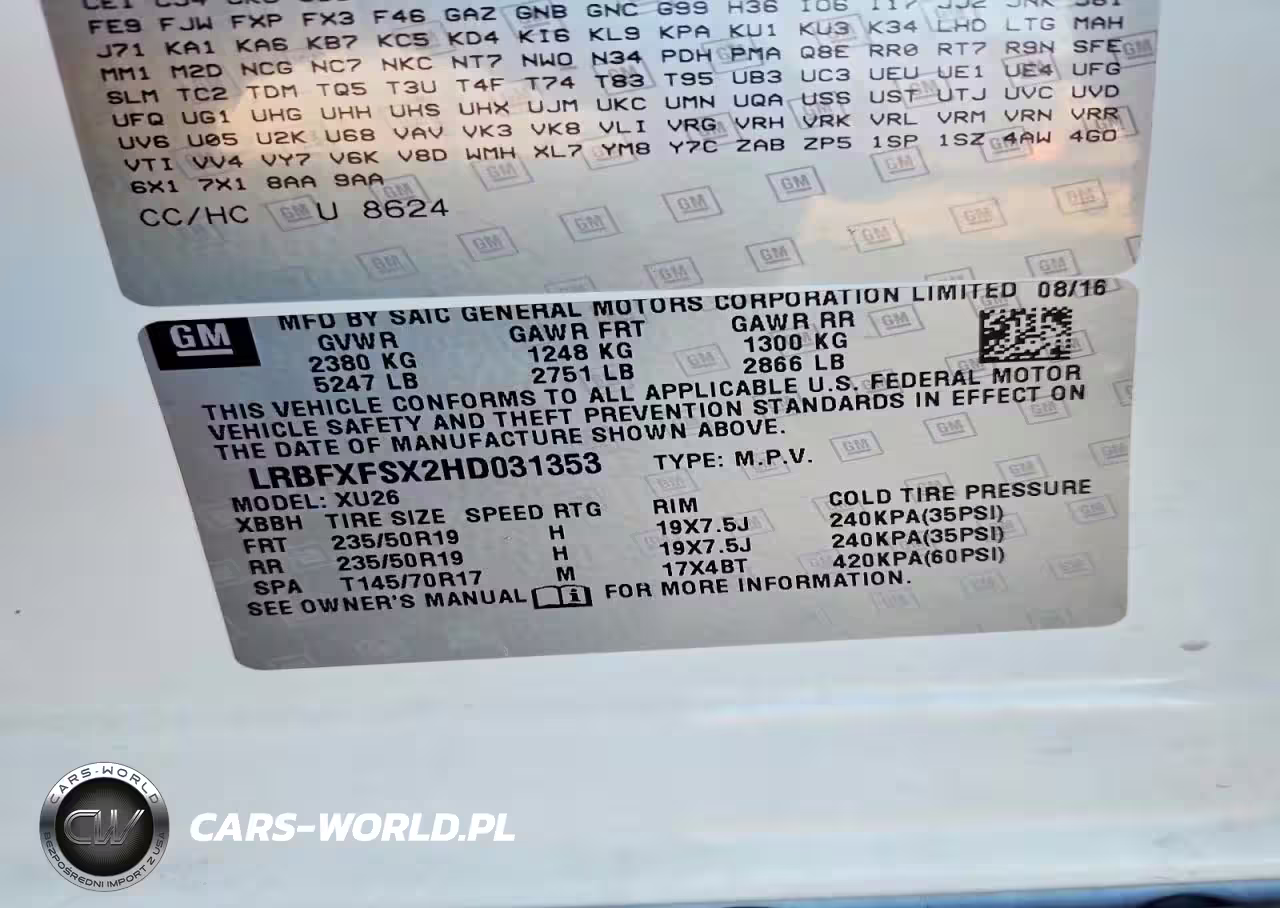 FE9 FJW FXP FX3 F46 GAZ GNB GNC G99 H36 IO6 I17 JJ2
J71 KA1 KA6 KB7 KC5 KD4 KI6 KL9 KPA KU1 KU3 K34 LHD LTG MAH
MM1 M2D NCG NC7 NKC NT7 NWO N34 PDH PMA Q8E RR0 RT7 R9N SFE
SLM TC2 TDM TQ5 T3U T4F T74 T83 T95 UB3 UC3 UEU UE1 UE4 UFG
UFQ UG1 UHG UHH UHS UHX UJM UKC UMN UQA USS UST UTJ UVC UVD
UV6 U05 U2K U68 VAV VK3 VK8 VLI VRG VRH VRK VRL VRM VRN VRR
VTI VV4 VY7 V6K V8D WMH XL7 YM8 Y7C ZAB ZP5 1SP 1SZ 4AW 4GO
6X1 7X1 8AA 9AA
CC/HC U 8624
GM
MFD BY SAIC GENERAL MOTORS CORPORATION LIMITED 08/16
GVWR GAWR FRT GAWR RR
2380 KG 1248 KG 1300 KG
5247 LB 2751 LB 2866 LB
THIS VEHICLE CONFORMS TO ALL APPLICABLE U.S. FEDERAL MOTOR
VEHICLE SAFETY AND THEFT PREVENTION STANDARDS IN EFFECT ON
THE DATE OF MANUFACTURE SHOWN ABOVE.
LRBFXFSX2HD031353 TYPE: M.P.V.
MODEL: XU26
XBBH TIRE SIZE SPEED RTG RIM COLD TIRE PRESSURE
FRT 235/50R19 H 19X7.5J 240KPA(35PSI)
RR 235/50R19 H 19X7.5J 240KPA(35PSI)
SPA T145/70R17 M 17X4BT 420KPA(60PSI)
SEE OWNER'S MANUAL FOR MORE INFORMATION.
CARS-WORLD
CW
BEZPOŚREDNI IMPORT Z USA
CARS-WORLD.PL